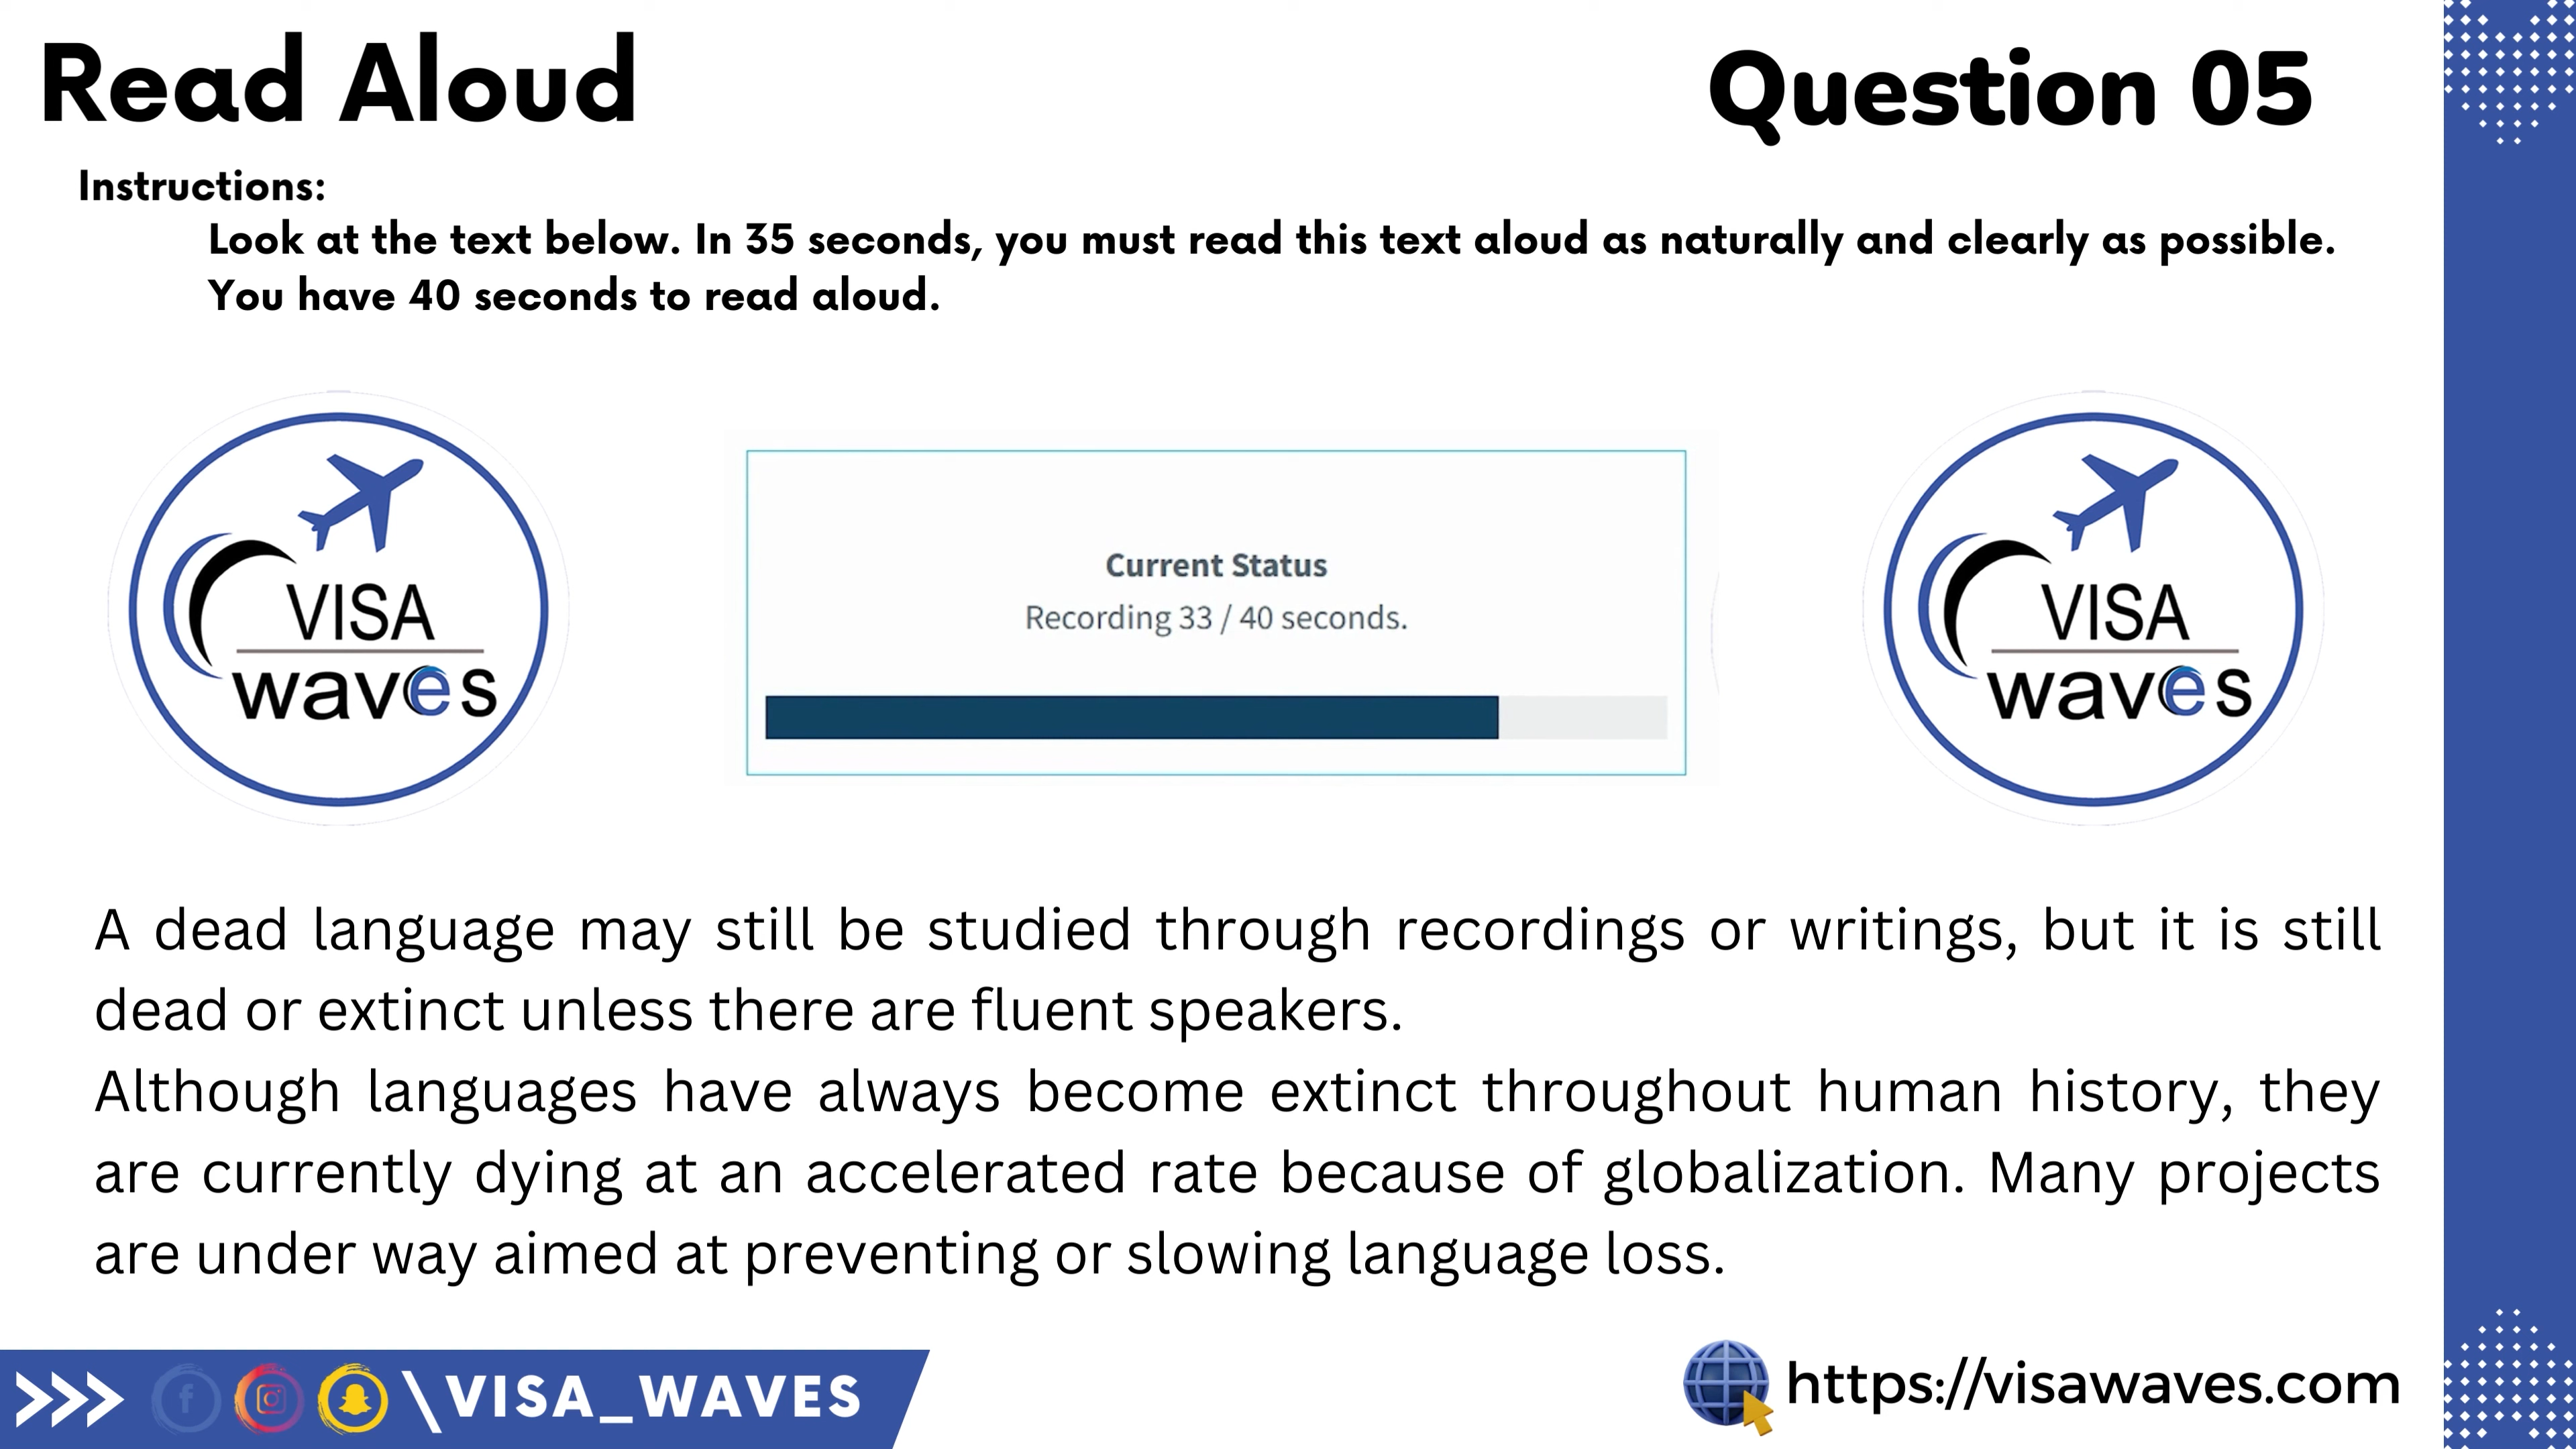 Read Aloud
Question 05
Instructions:
Look at the text below. In 35 seconds, you must read this text aloud as naturally and clearly as possible.
You have 40 seconds to read aloud.
VISA
waves
Current Status
Recording 33 / 40 seconds.
VISA
waves
A dead language may still be studied through recordings or writings, but it is still
dead or extinct unless there are fluent speakers.
Although languages have always become extinct throughout human history, they
are currently dying at an accelerated rate because of globalization. Many projects
are under way aimed at preventing or slowing language loss.
\VISA_WAVES
https://visawaves.com